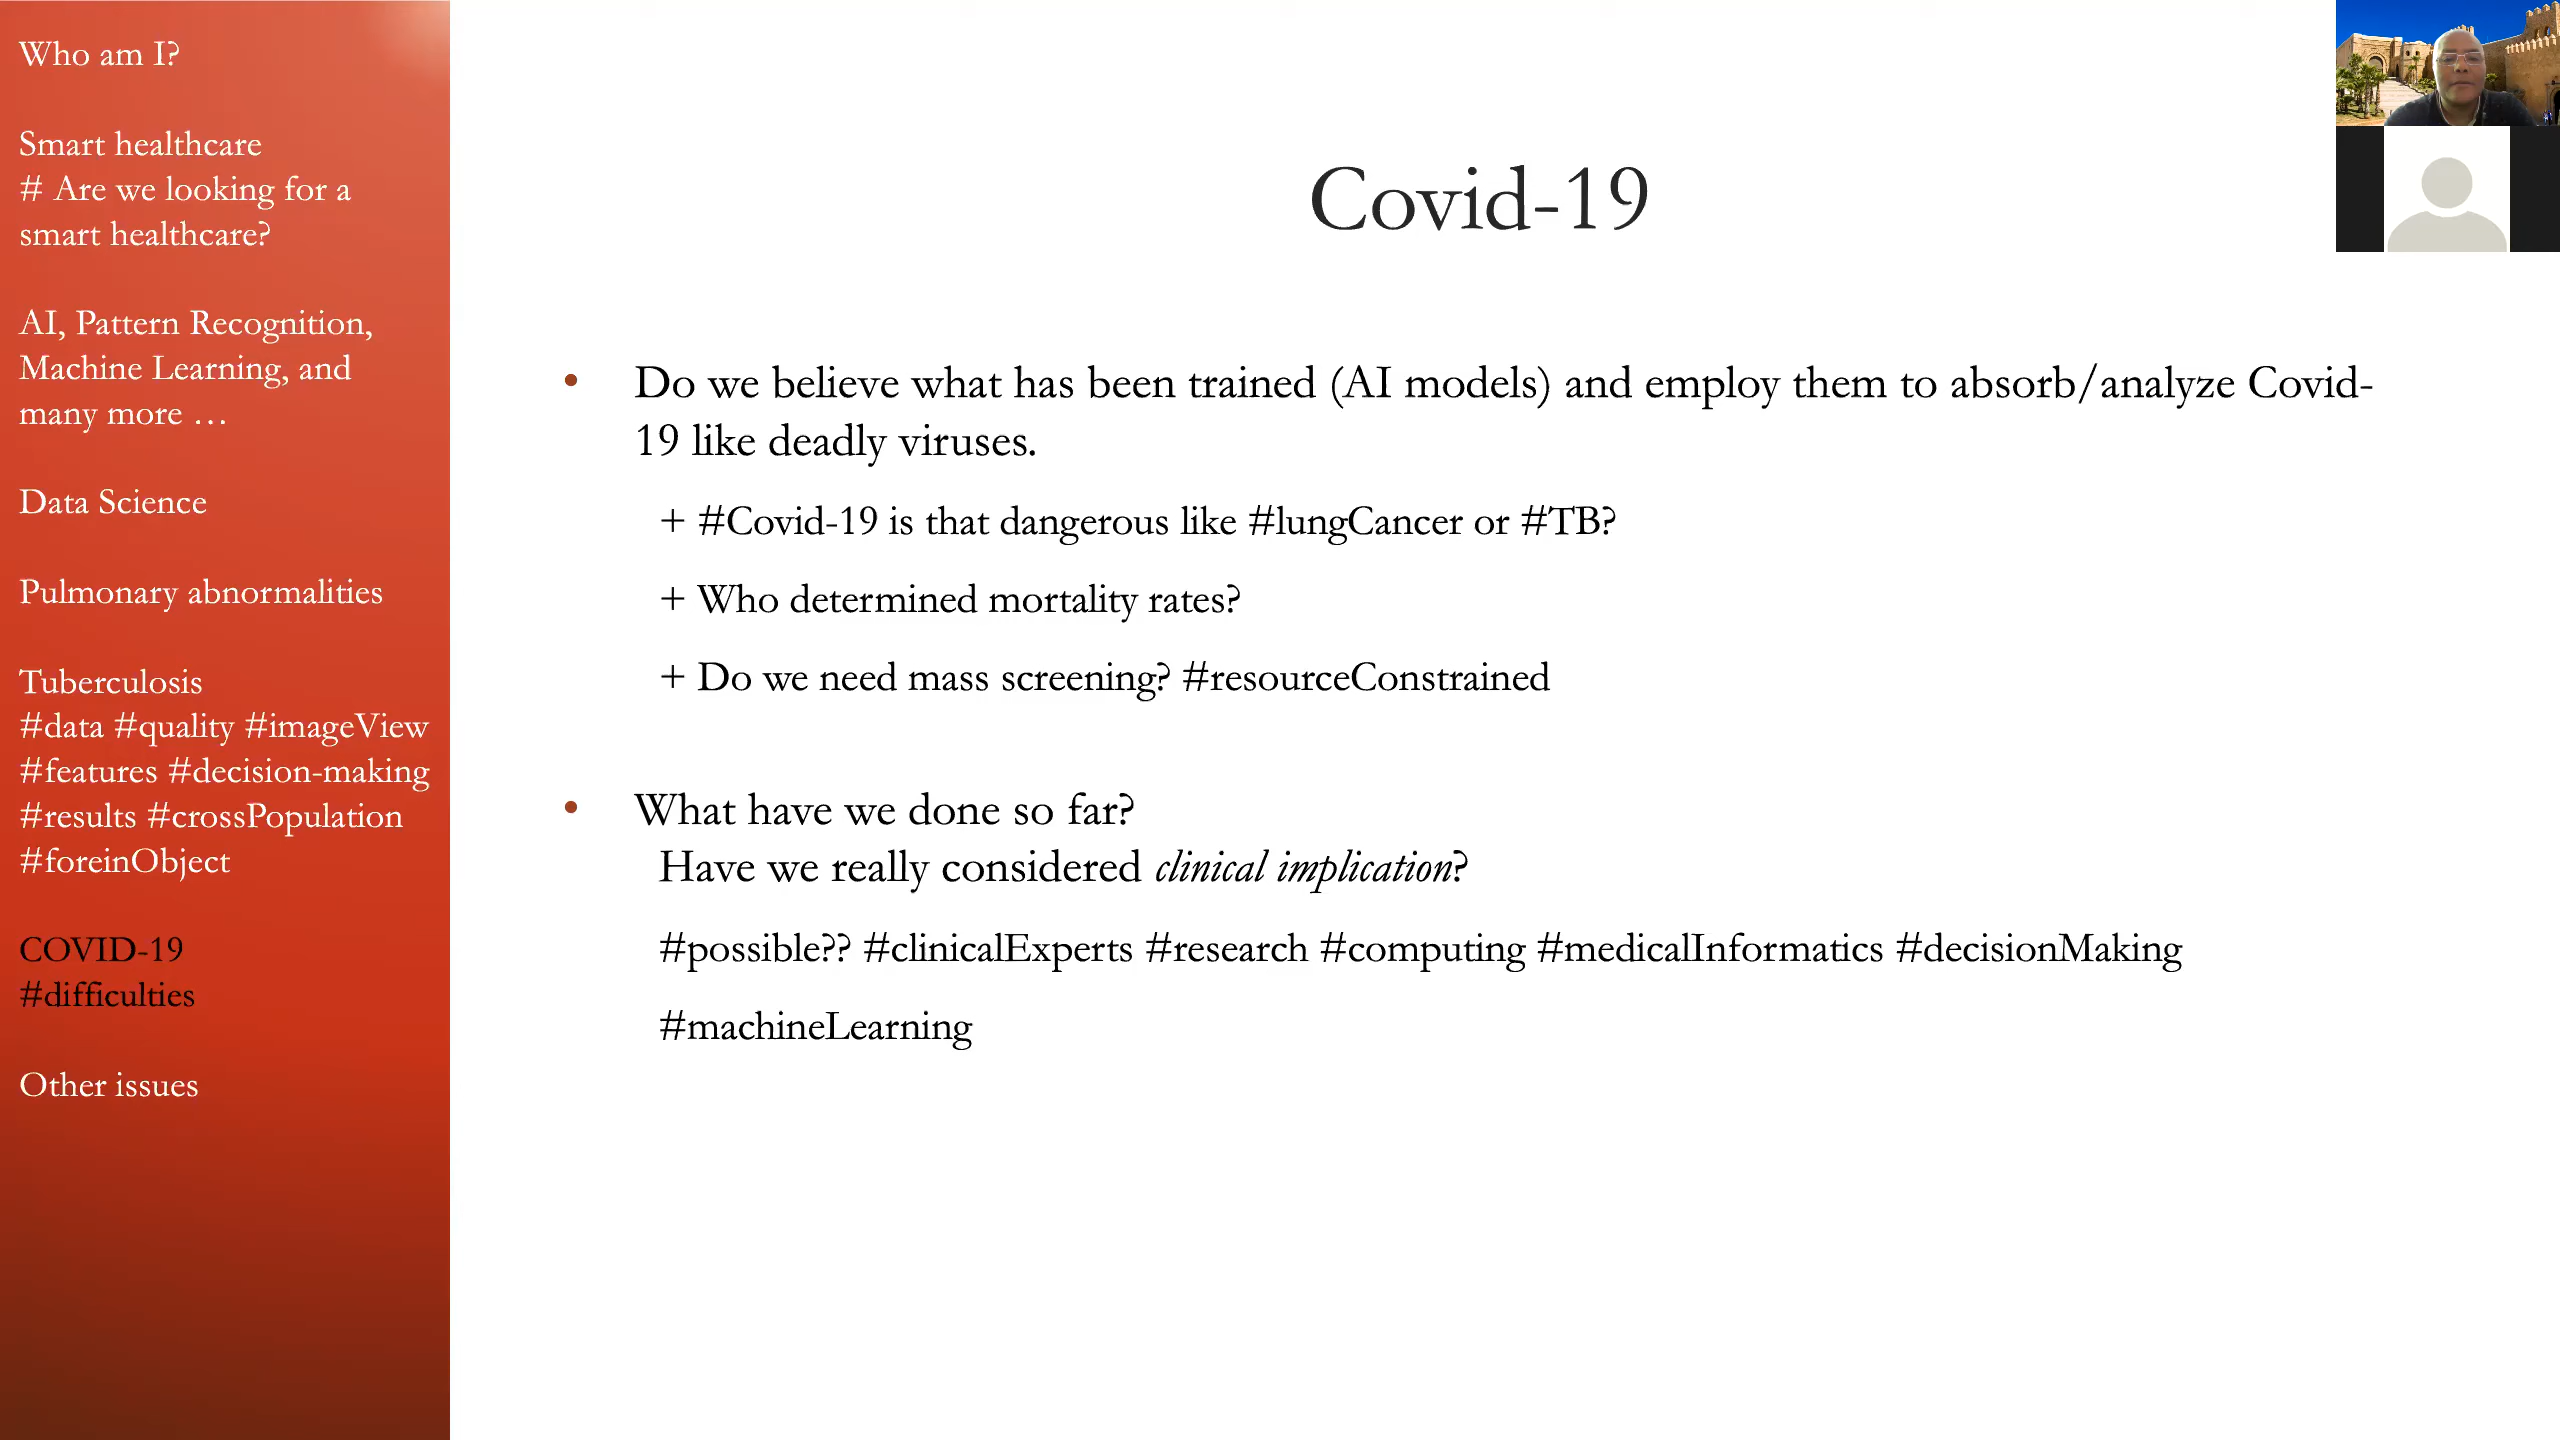 Who am I?
Smart healthcare
# Are we looking for a
smart healthcare?
AI, Pattern Recognition,
Machine Learning, and
many more …
Data Science
Pulmonary abnormalities
Tuberculosis
#data #quality #imageView
#features #decision-making
#results #crossPopulation
#foreinObject
COVID-19
#difficulties
Other issues
Covid-19
• Do we believe what has been trained (AI models) and employ them to absorb/analyze Covid-
19 like deadly viruses.
+ #Covid-19 is that dangerous like #lungCancer or #TB?
+ Who determined mortality rates?
+ Do we need mass screening? #resourceConstrained
• What have we done so far?
Have we really considered clinical implication?
#possible?? #clinicalExperts #research #computing #medicalInformatics #decisionMaking
#machineLearning